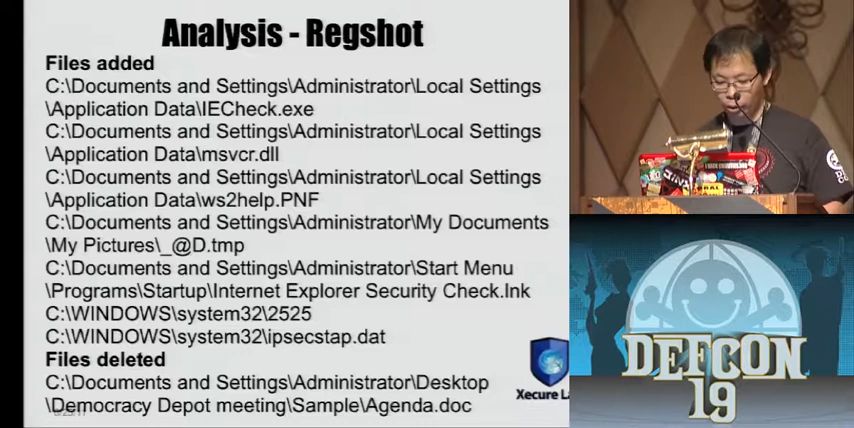 Analysis - Regshot
Files added
C:\Documents and Settings\Administrator\Local Settings
\Application Data\IECheck.exe
C:\Documents and Settings\Administrator\Local Settings
\Application Data\msvcr.dll
C:\Documents and Settings\Administrator\Local Settings
\Application Data\ws2help.PNF
C:\Documents and Settings\Administrator\My Documents
\My Pictures\_@D.tmp
C:\Documents and Settings\Administrator\Start Menu
\Programs\Startup\Internet Explorer Security Check.lnk
C:\WINDOWS\system32\2525
C:\WINDOWS\system32\ipsecstap.dat
Files deleted
C:\Documents and Settings\Administrator\Desktop
\Democracy Depot meeting\Sample\Agenda.doc
Xecure La
DEFCON
19